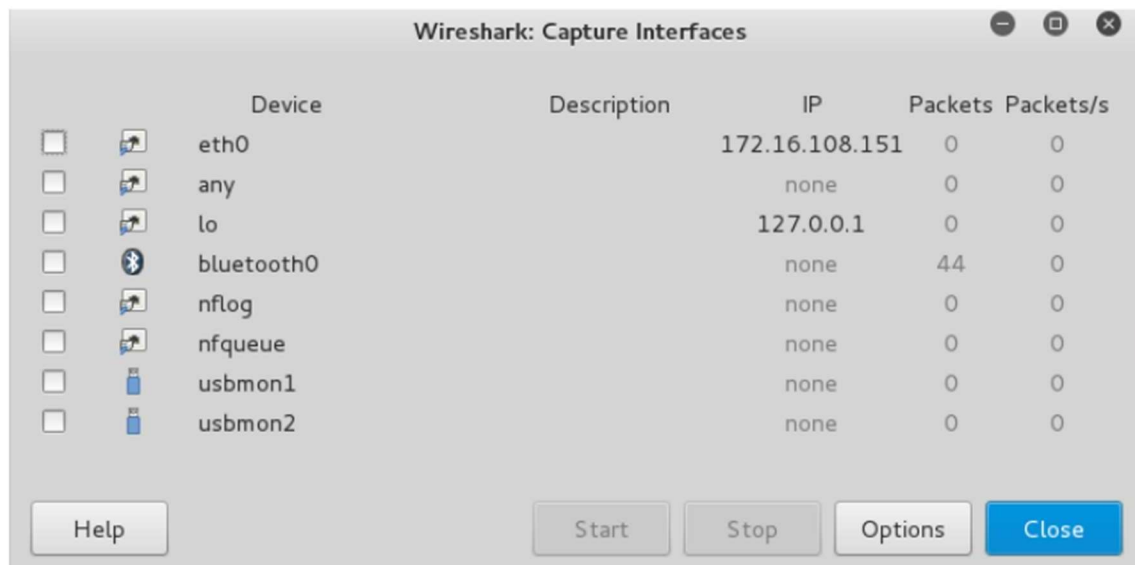 Wireshark: Capture Interfaces
Device Description IP Packets Packets/s
eth0 172.16.108.151 0 0
any none 0 0
lo 127.0.0.1 0 0
bluetooth0 none 44 0
nflog none 0 0
nfqueue none 0 0
usbmon1 none 0 0
usbmon2 none 0 0
Help Start Stop Options Close